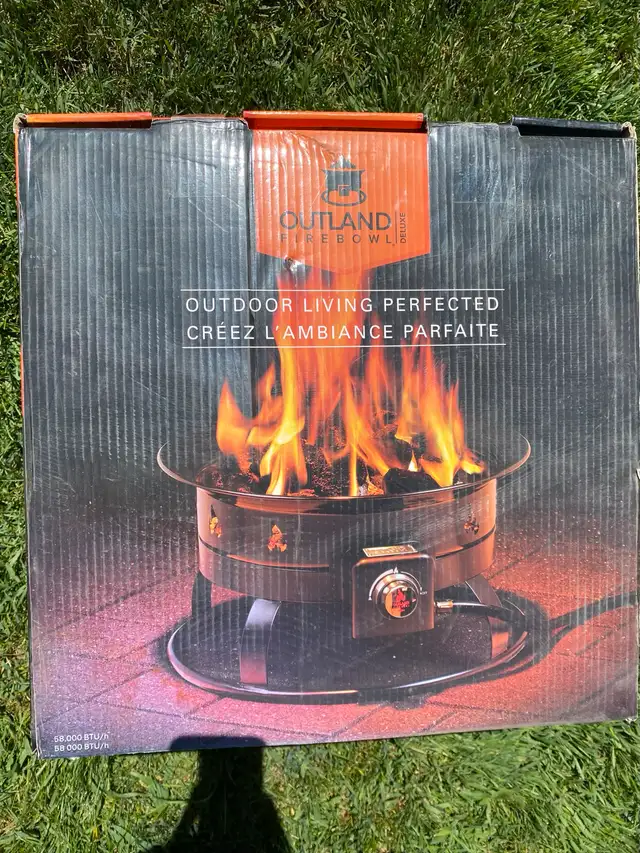 OUTLAND
FIREBOWL
DELUXE
OUTDOOR LIVING PERFECTED
CRÉEZ L'AMBIANCE PARFAITE
58,000 BTU/h
58 000 BTU/h